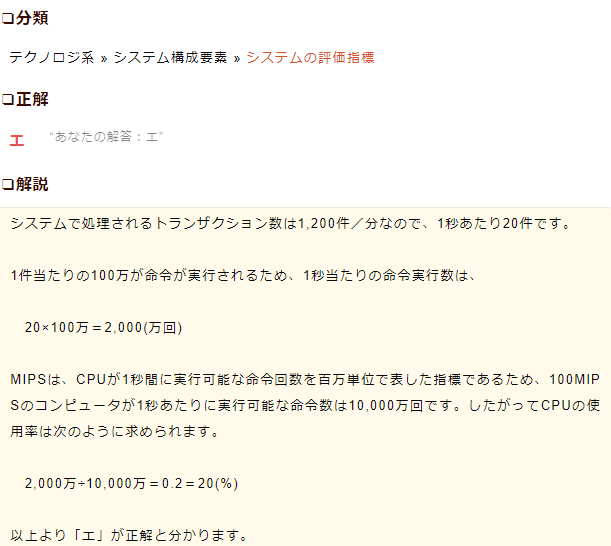 ❏分類
テクノロジ系 » システム構成要素 » システムの評価指標
❏正解
エ “あなたの解答：エ”
❏解説
システムで処理されるトランザクション数は1,200件／分なので、1秒あたり20件です。
1件当たりの100万が命令が実行されるため、1秒当たりの命令実行数は、
20×100万＝2,000(万回)
MIPSは、CPUが1秒間に実行可能な命令回数を百万単位で表した指標であるため、100MIP
Sのコンピュータが1秒あたりに実行可能な命令数は10,000万回です。したがってCPUの使
用率は次のように求められます。
2,000万÷10,000万＝0.2＝20(%)
以上より「エ」が正解と分かります。